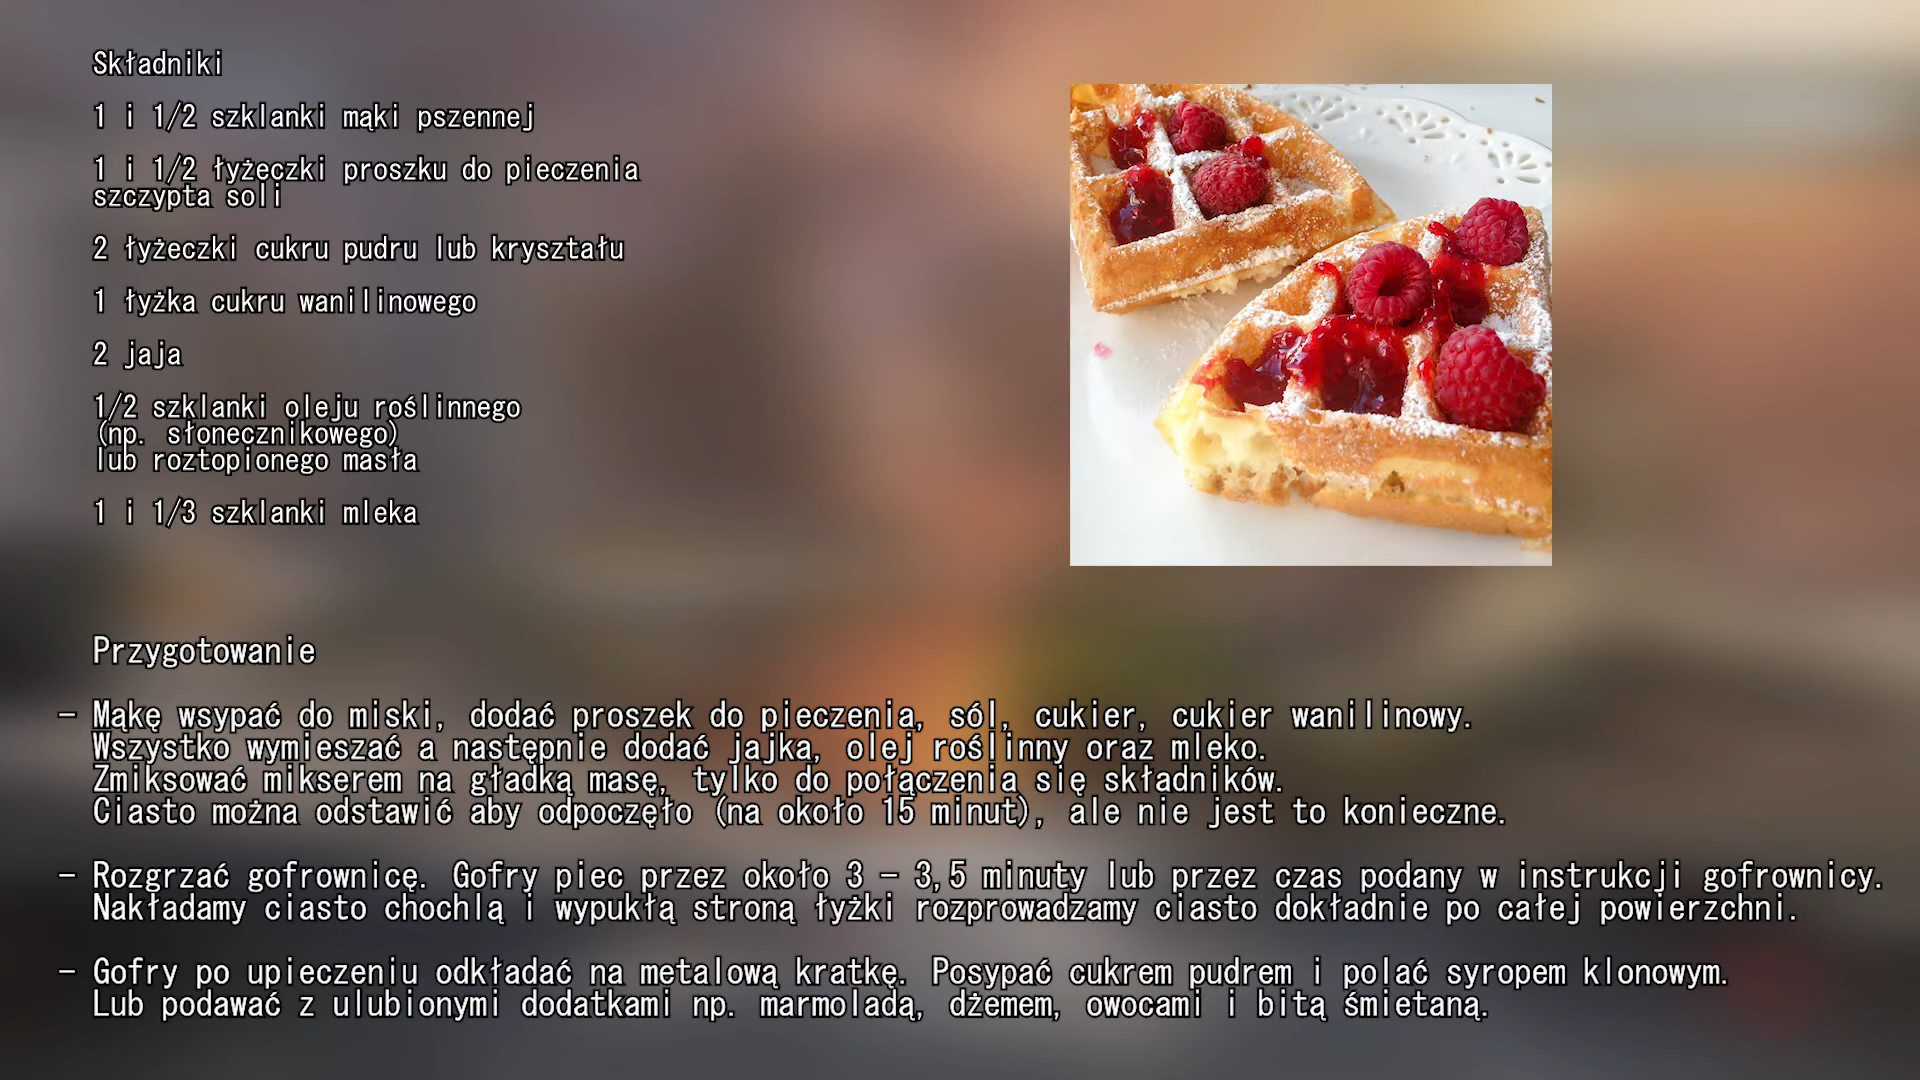 Składniki
1 i 1/2 szklanki mąki pszennej
1 i 1/2 łyżeczki proszku do pieczenia
szczypta soli
2 łyżeczki cukru pudru lub kryształu
1 łyżka cukru wanilinowego
2 jaja
1/2 szklanki oleju roślinnego
(np. słonecznikowego)
lub roztopionego masła
1 i 1/3 szklanki mleka
Przygotowanie
- Mąkę wsypać do miski, dodać proszek do pieczenia, sól, cukier, cukier wanilinowy.
Wszystko wymieszać a następnie dodać jajka, olej roślinny oraz mleko.
Zmiksować mikserem na gładką masę, tylko do połączenia się składników.
Ciasto można odstawić aby odpoczęło (na około 15 minut), ale nie jest to konieczne.
- Rozgrzać gofrownicę. Gofry piec przez około 3 - 3,5 minuty lub przez czas podany w instrukcji gofrownicy.
Nakładamy ciasto chochlą i wypukłą stroną łyżki rozprowadzamy ciasto dokładnie po całej powierzchni.
- Gofry po upieczeniu odkładać na metalową kratkę. Posypać cukrem pudrem i polać syropem klonowym.
Lub podawać z ulubionymi dodatkami np. marmoladą, dżemem, owocami i bitą śmietaną.